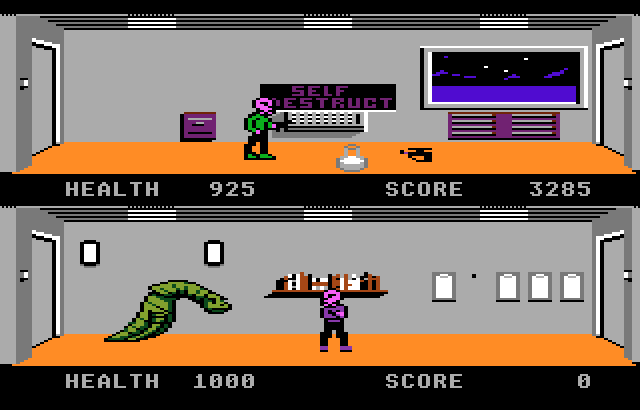 SELF
DESTRUCT
HEALTH 925 SCORE 3285
HEALTH 1000 SCORE 0